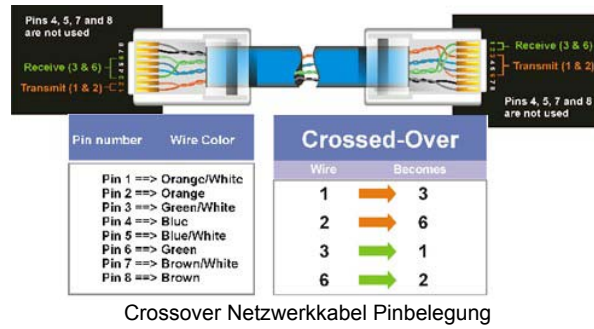 Pins 4, 5, 7 and 8
are not used
Receive (3 & 6)
Transmit (1 & 2)
Receive (3 & 6)
Transmit (1 & 2)
Pins 4, 5, 7 and 8
are not used
Pin number Wire Color
Pin 1 ==> Orange/White
Pin 2 ==> Orange
Pin 3 ==> Green/White
Pin 4 ==> Blue
Pin 5 ==> Blue/White
Pin 6 ==> Green
Pin 7 ==> Brown/White
Pin 8 ==> Brown
Crossed-Over
Wire Becomes
1 3
2 6
3 1
6 2
Crossover Netzwerkkabel Pinbelegung